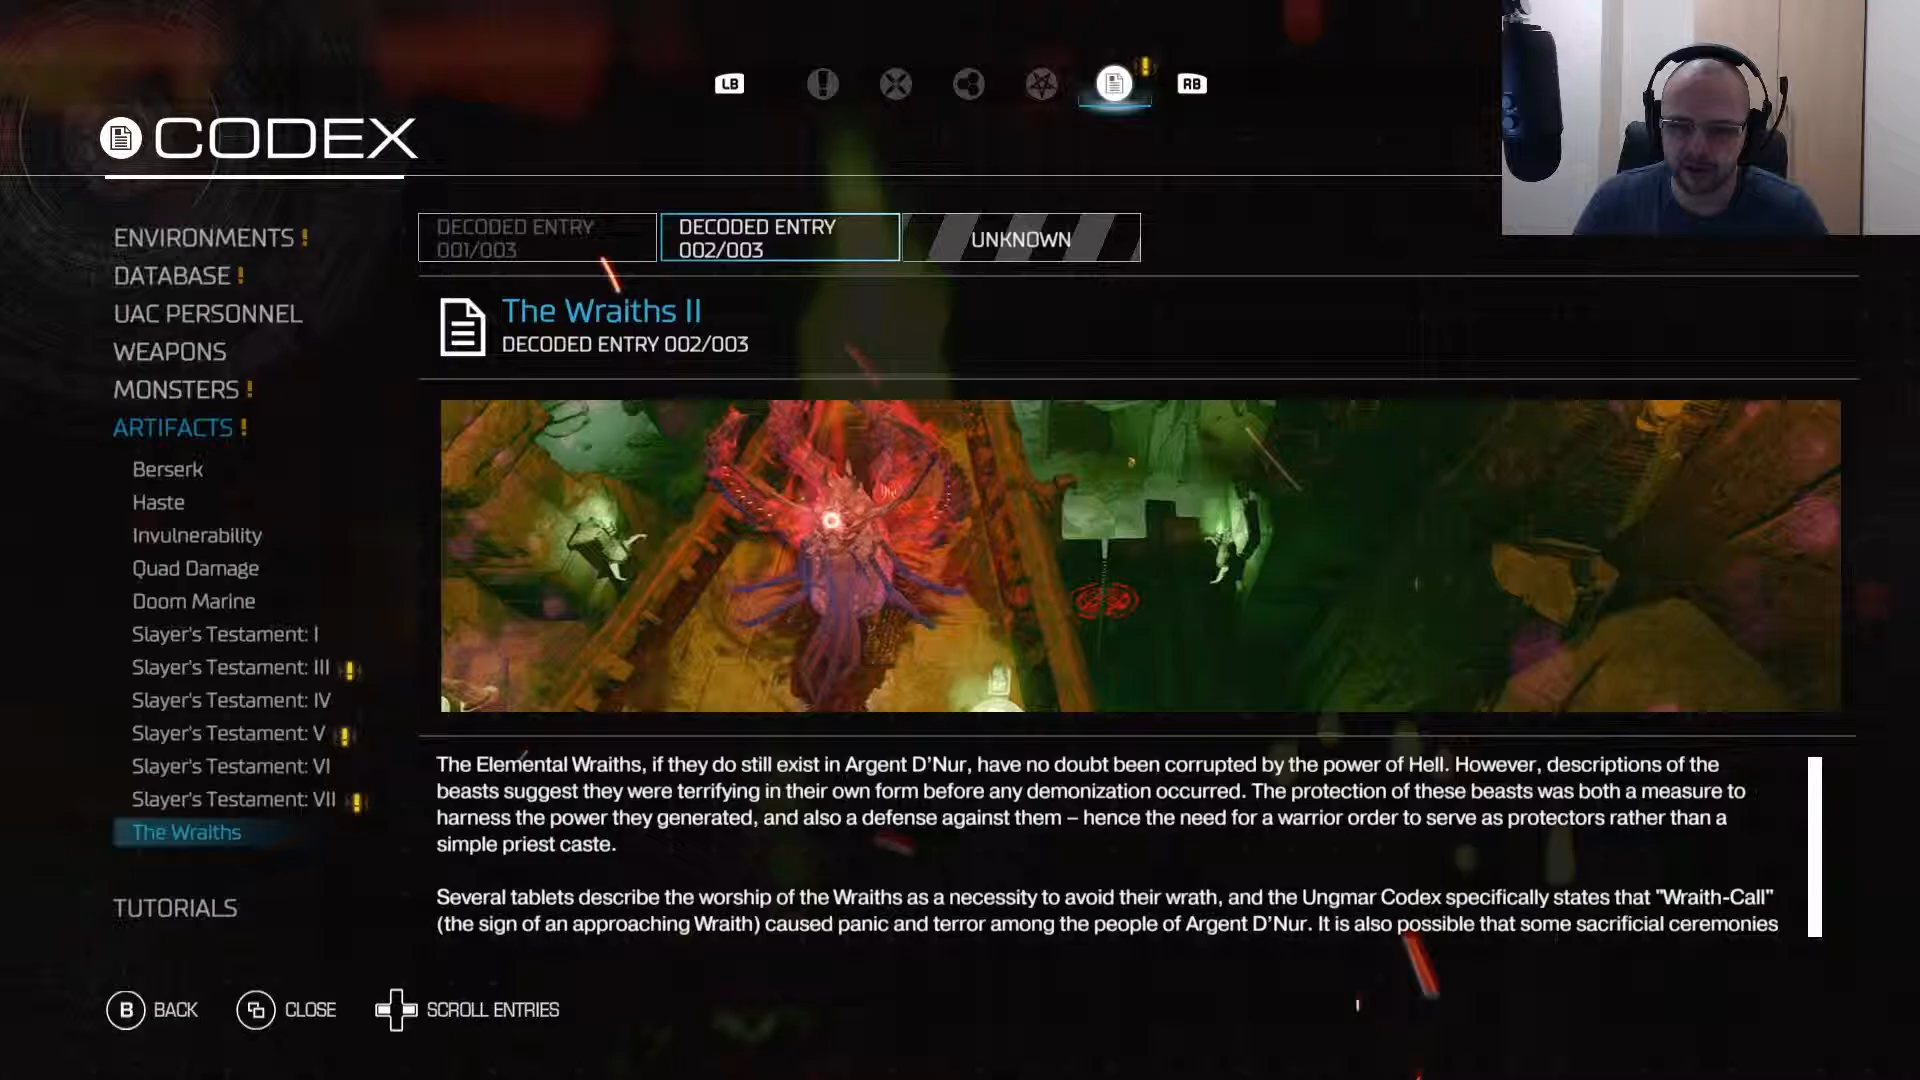 LB
RB
CODEX
ENVIRONMENTS !
DATABASE !
UAC PERSONNEL
WEAPONS
MONSTERS !
ARTIFACTS !
Berserk
Haste
Invulnerability
Quad Damage
Doom Marine
Slayer's Testament: I
Slayer's Testament: III !
Slayer's Testament: IV
Slayer's Testament: V !
Slayer's Testament: VI
Slayer's Testament: VII !
The Wraiths
TUTORIALS
DECODED ENTRY
001/003
DECODED ENTRY
002/003
UNKNOWN
The Wraiths II
DECODED ENTRY 002/003
The Elemental Wraiths, if they do still exist in Argent D'Nur, have no doubt been corrupted by the power of Hell. However, descriptions of the
beasts suggest they were terrifying in their own form before any demonization occurred. The protection of these beasts was both a measure to
harness the power they generated, and also a defense against them – hence the need for a warrior order to serve as protectors rather than a
simple priest caste.
Several tablets describe the worship of the Wraiths as a necessity to avoid their wrath, and the Ungmar Codex specifically states that "Wraith-Call"
(the sign of an approaching Wraith) caused panic and terror among the people of Argent D'Nur. It is also possible that some sacrificial ceremonies
B BACK
CLOSE
SCROLL ENTRIES